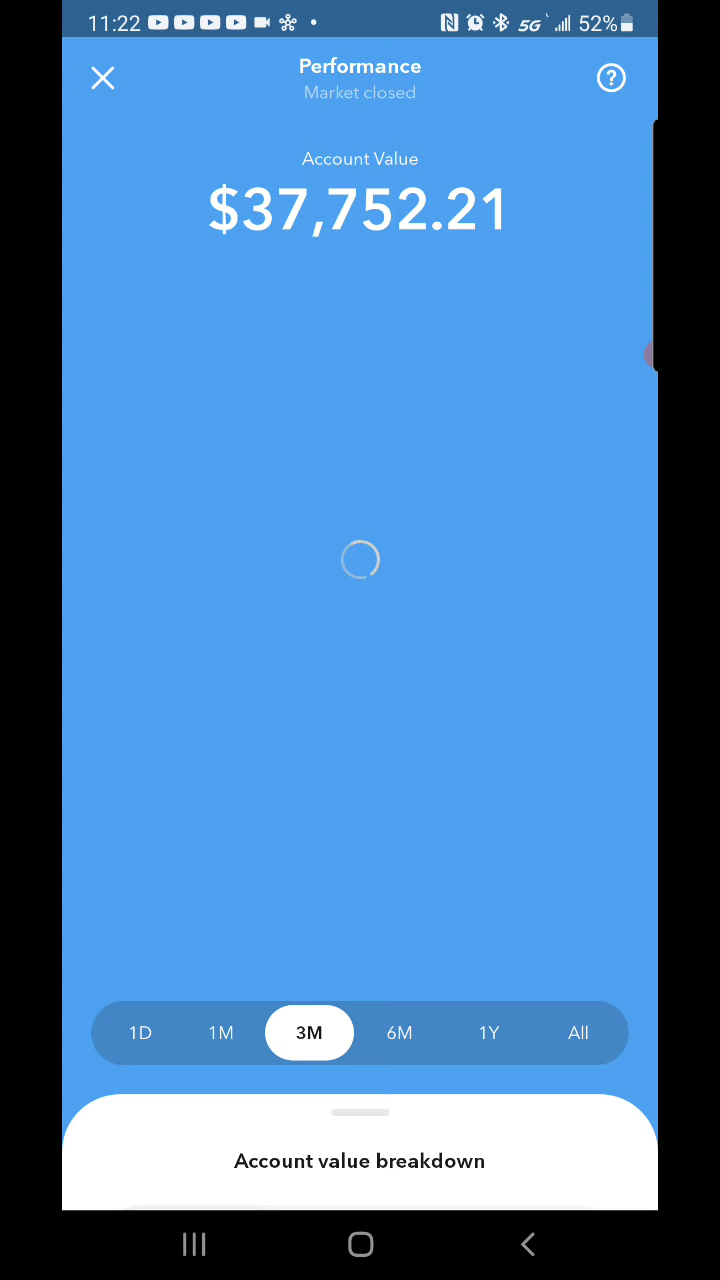 11:22 5G 52%
Performance
Market closed
?
Account Value
$37,752.21
1D 1M 3M 6M 1Y All
Account value breakdown